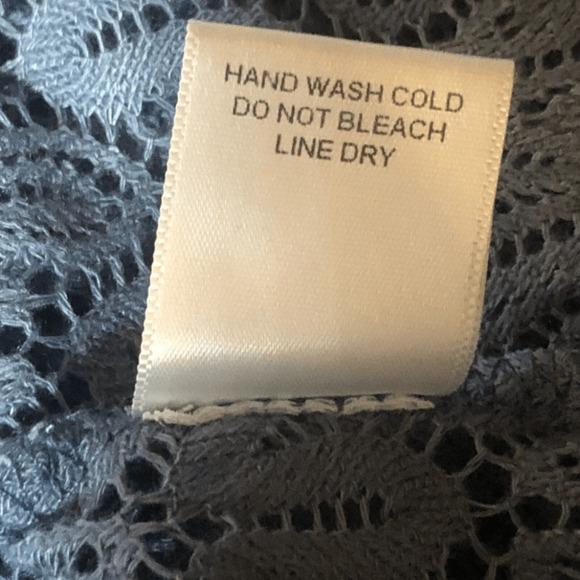 HAND WASH COLD
DO NOT BLEACH
LINE DRY